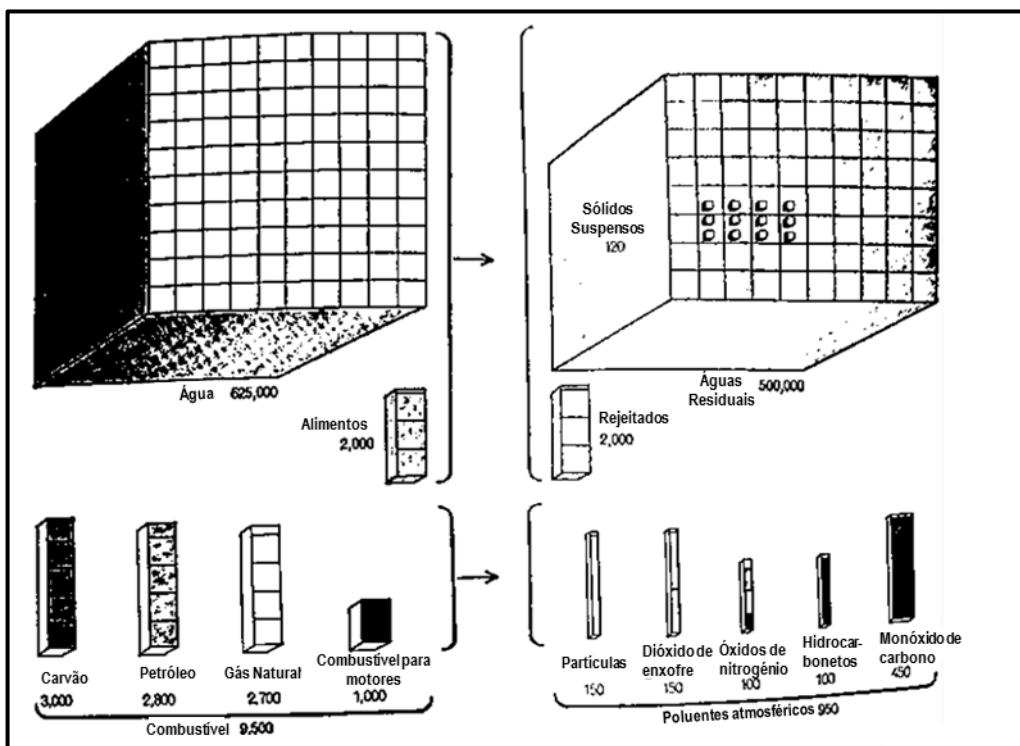 Água 625,000
Alimentos
2,000
Sólidos
Suspensos
120
Águas
Residuais 500,000
Rejeitados
2,000
Carvão
3,000
Petróleo
2,800
Gás Natural
2,700
Combustível para
motores
1,000
Combustível 9,500
Partículas
150
Dióxido de
enxofre
150
Óxidos de
nitrogénio
100
Hidrocar-
bonetos
100
Monóxido de
carbono
450
Poluentes atmosféricos 950